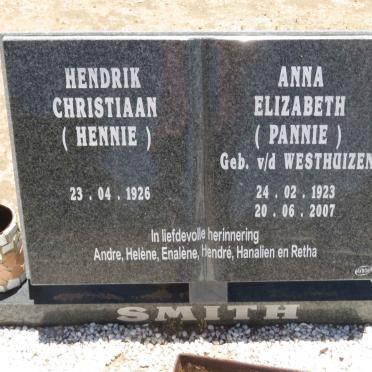 HENDRIK
CHRISTIAAN
( HENNIE )
23 . 04 . 1926
ANNA
ELIZABETH
( PANNIE )
Geb. v/d WESTHUIZEN
24 . 02 . 1923
20 . 06 . 2007
In liefdevolle herinnering
Andre, Helène, Enalène, Hendré, Hanalien en Retha
SMITH